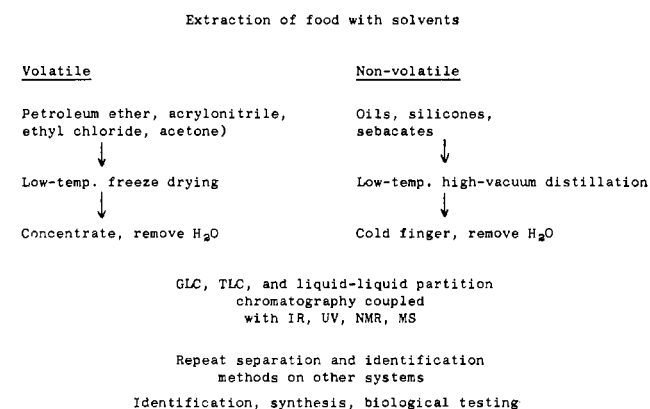 Extraction of food with solvents
Volatile
Non-volatile
Petroleum ether, acrylonitrile,
ethyl chloride, acetone)
Oils, silicones,
sebacates
Low-temp. freeze drying
Low-temp. high-vacuum distillation
Concentrate, remove H₂O
Cold finger, remove H₂O
GLC, TLC, and liquid-liquid partition
chromatography coupled
with IR, UV, NMR, MS
Repeat separation and identification
methods on other systems
Identification, synthesis, biological testing